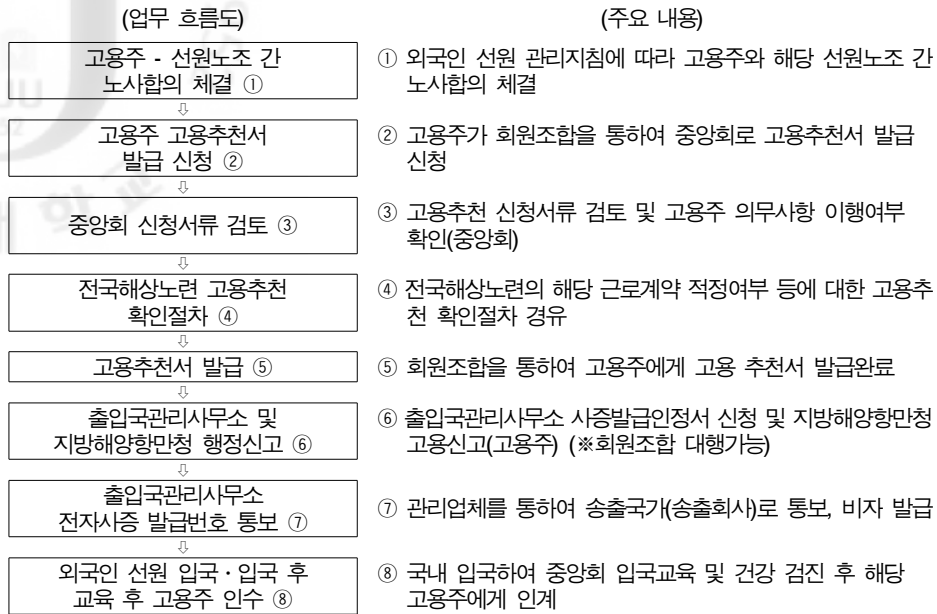 (업무 흐름도)
고용주 - 선원노조 간
노사합의 체결 ①
⇩
고용주 고용추천서
발급 신청 ②
⇩
중앙회 신청서류 검토 ③
⇩
전국해상노련 고용추천
확인절차 ④
⇩
고용추천서 발급 ⑤
⇩
출입국관리사무소 및
지방해양항만청 행정신고 ⑥
⇩
출입국관리사무소
전자사증 발급번호 통보 ⑦
⇩
외국인 선원 입국·입국 후
교육 후 고용주 인수 ⑧
(주요 내용)
① 외국인 선원 관리지침에 따라 고용주와 해당 선원노조 간
노사합의 체결
② 고용주가 회원조합을 통하여 중앙회로 고용추천서 발급
신청
③ 고용추천 신청서류 검토 및 고용주 의무사항 이행여부
확인(중앙회)
④ 전국해상노련의 해당 근로계약 적정여부 등에 대한 고용추
천 확인절차 경유
⑤ 회원조합을 통하여 고용주에게 고용 추천서 발급완료
⑥ 출입국관리사무소 사증발급인정서 신청 및 지방해양항만청
고용신고(고용주) (※회원조합 대행가능)
⑦ 관리업체를 통하여 송출국가(송출회사)로 통보, 비자 발급
⑧ 국내 입국하여 중앙회 입국교육 및 건강 검진 후 해당
고용주에게 인계